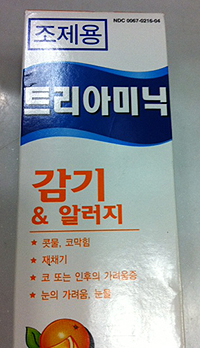 NDC 0067-0216-04
조제용
트리아미닉
감기
& 알러지
★ 콧물, 코막힘
★ 재채기
★ 코 또는 인후의 가려움증
★ 눈의 가려움, 눈물